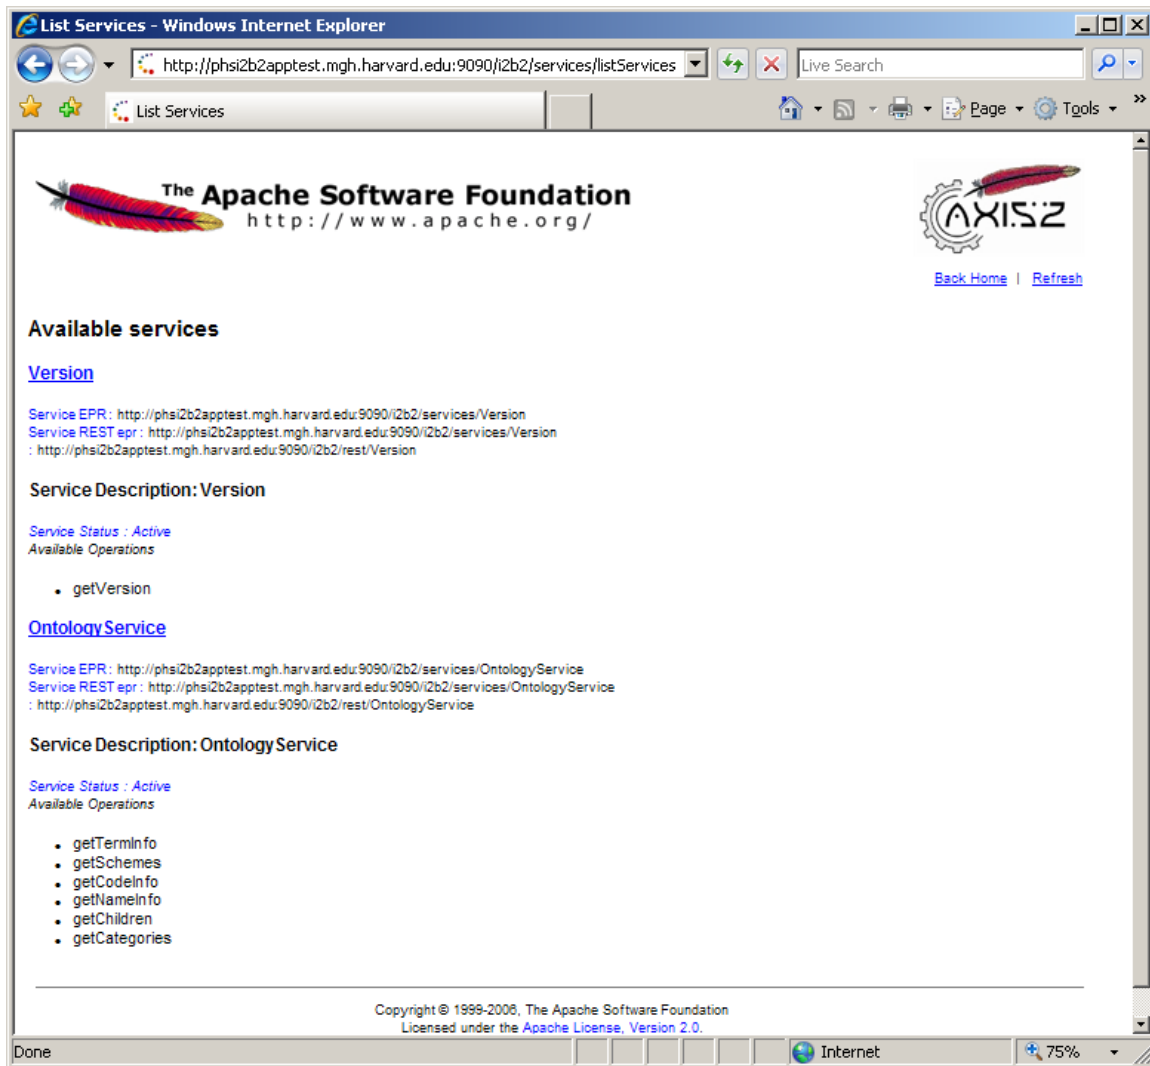 List Services - Windows Internet Explorer
http://phsi2b2apptest.mgh.harvard.edu:9090/i2b2/services/listServices
Live Search
List Services
Page
Tools
»
The Apache Software Foundation
http://www.apache.org/
AXIS2
Back Home | Refresh
Available services
Version
Service EPR : http://phsi2b2apptest.mgh.harvard.edu:9090/i2b2/services/Version
Service REST epr : http://phsi2b2apptest.mgh.harvard.edu:9090/i2b2/services/Version
: http://phsi2b2apptest.mgh.harvard.edu:9090/i2b2/rest/Version
Service Description: Version
Service Status : Active
Available Operations
• getVersion
OntologyService
Service EPR : http://phsi2b2apptest.mgh.harvard.edu:9090/i2b2/services/OntologyService
Service REST epr : http://phsi2b2apptest.mgh.harvard.edu:9090/i2b2/services/OntologyService
: http://phsi2b2apptest.mgh.harvard.edu:9090/i2b2/rest/OntologyService
Service Description: OntologyService
Service Status : Active
Available Operations
• getTermInfo
• getSchemes
• getCodeInfo
• getNameInfo
• getChildren
• getCategories
Copyright © 1999-2006, The Apache Software Foundation
Licensed under the Apache License, Version 2.0.
Done
Internet
75%